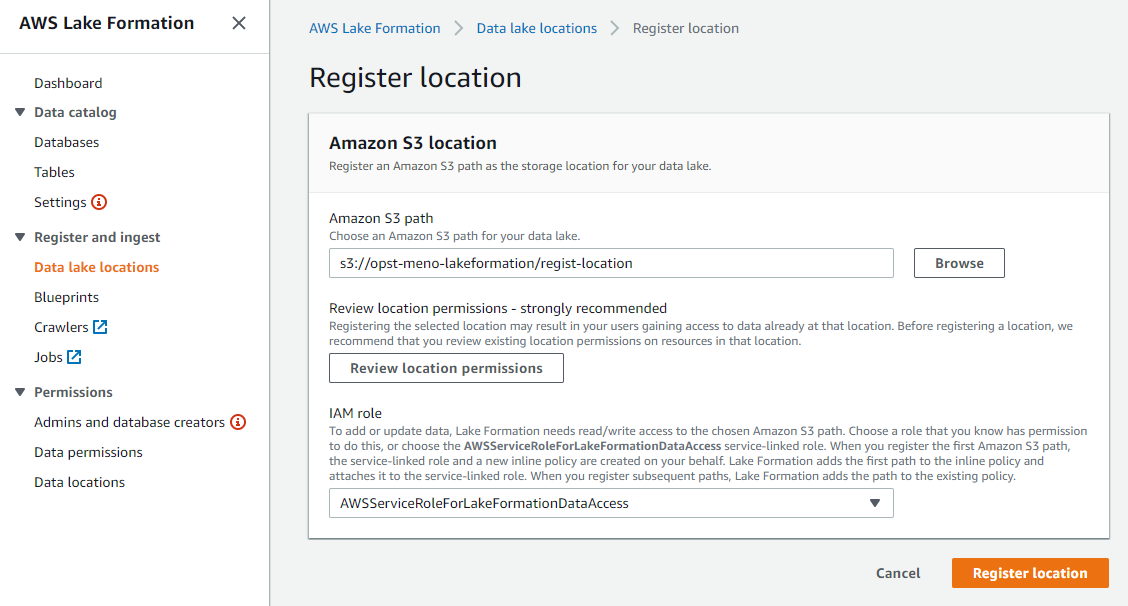 AWS Lake Formation
Dashboard
Data catalog
Databases
Tables
Settings
Register and ingest
Data lake locations
Blueprints
Crawlers
Jobs
Permissions
Admins and database creators
Data permissions
Data locations
AWS Lake Formation > Data lake locations > Register location
Register location
Amazon S3 location
Register an Amazon S3 path as the storage location for your data lake.
Amazon S3 path
Choose an Amazon S3 path for your data lake.
s3://opst-meno-lakeformation/regist-location
Browse
Review location permissions - strongly recommended
Registering the selected location may result in your users gaining access to data already at that location. Before registering a location, we
recommend that you review existing location permissions on resources in that location.
Review location permissions
IAM role
To add or update data, Lake Formation needs read/write access to the chosen Amazon S3 path. Choose a role that you know has permission
to do this, or choose the AWSServiceRoleForLakeFormationDataAccess service-linked role. When you register the first Amazon S3 path,
the service-linked role and a new inline policy are created on your behalf. Lake Formation adds the first path to the inline policy and
attaches it to the service-linked role. When you register subsequent paths, Lake Formation adds the path to the existing policy.
AWSServiceRoleForLakeFormationDataAccess
Cancel
Register location